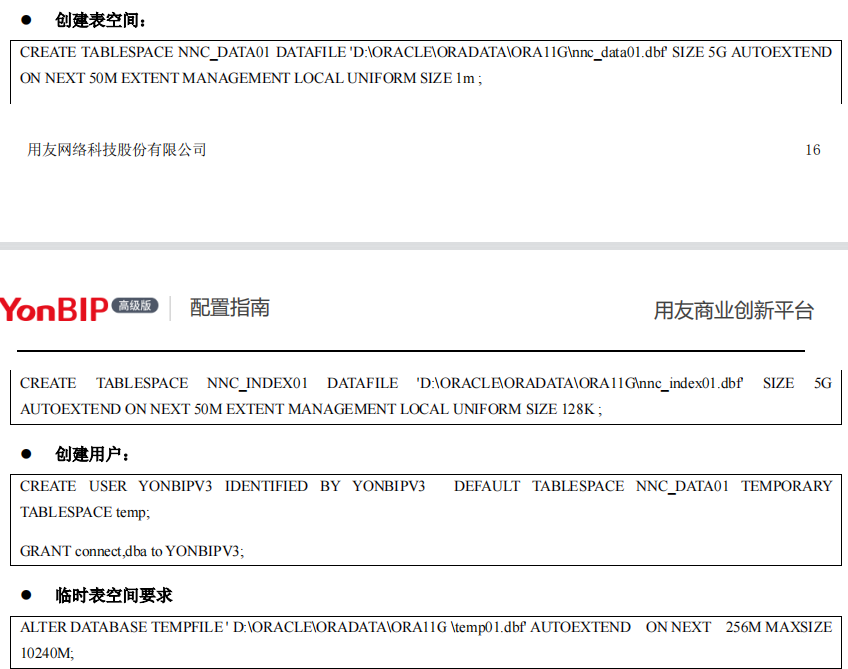 ● 创建表空间：
CREATE TABLESPACE NNC_DATA01 DATAFILE 'D:\ORACLE\ORADATA\ORA11G\nnc_data01.dbf' SIZE 5G AUTOEXTEND
ON NEXT 50M EXTENT MANAGEMENT LOCAL UNIFORM SIZE 1m ;
用友网络科技股份有限公司 16
YonBIP 高级版 配置指南 用友商业创新平台
CREATE TABLESPACE NNC_INDEX01 DATAFILE 'D:\ORACLE\ORADATA\ORA11G\nnc_index01.dbf' SIZE 5G
AUTOEXTEND ON NEXT 50M EXTENT MANAGEMENT LOCAL UNIFORM SIZE 128K ;
● 创建用户：
CREATE USER YONBIPV3 IDENTIFIED BY YONBIPV3 DEFAULT TABLESPACE NNC_DATA01 TEMPORARY
TABLESPACE temp;
GRANT connect,dba to YONBIPV3;
● 临时表空间要求
ALTER DATABASE TEMPFILE ' D:\ORACLE\ORADATA\ORA11G \temp01.dbf' AUTOEXTEND ON NEXT 256M MAXSIZE
10240M;